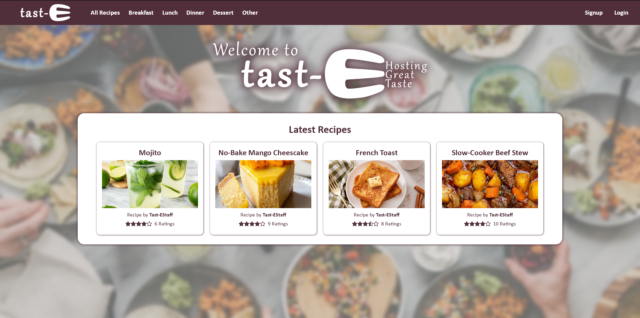 tast-E
All Recipes Breakfast Lunch Dinner Dessert Other
Signup Login
Welcome to
tast-E
Hosting
Great
Taste
Latest Recipes
Mojito
Recipe by Tast-EStaff
6 Ratings
No-Bake Mango Cheescake
Recipe by Tast-EStaff
9 Ratings
French Toast
Recipe by Tast-EStaff
8 Ratings
Slow-Cooker Beef Stew
Recipe by Tast-EStaff
10 Ratings